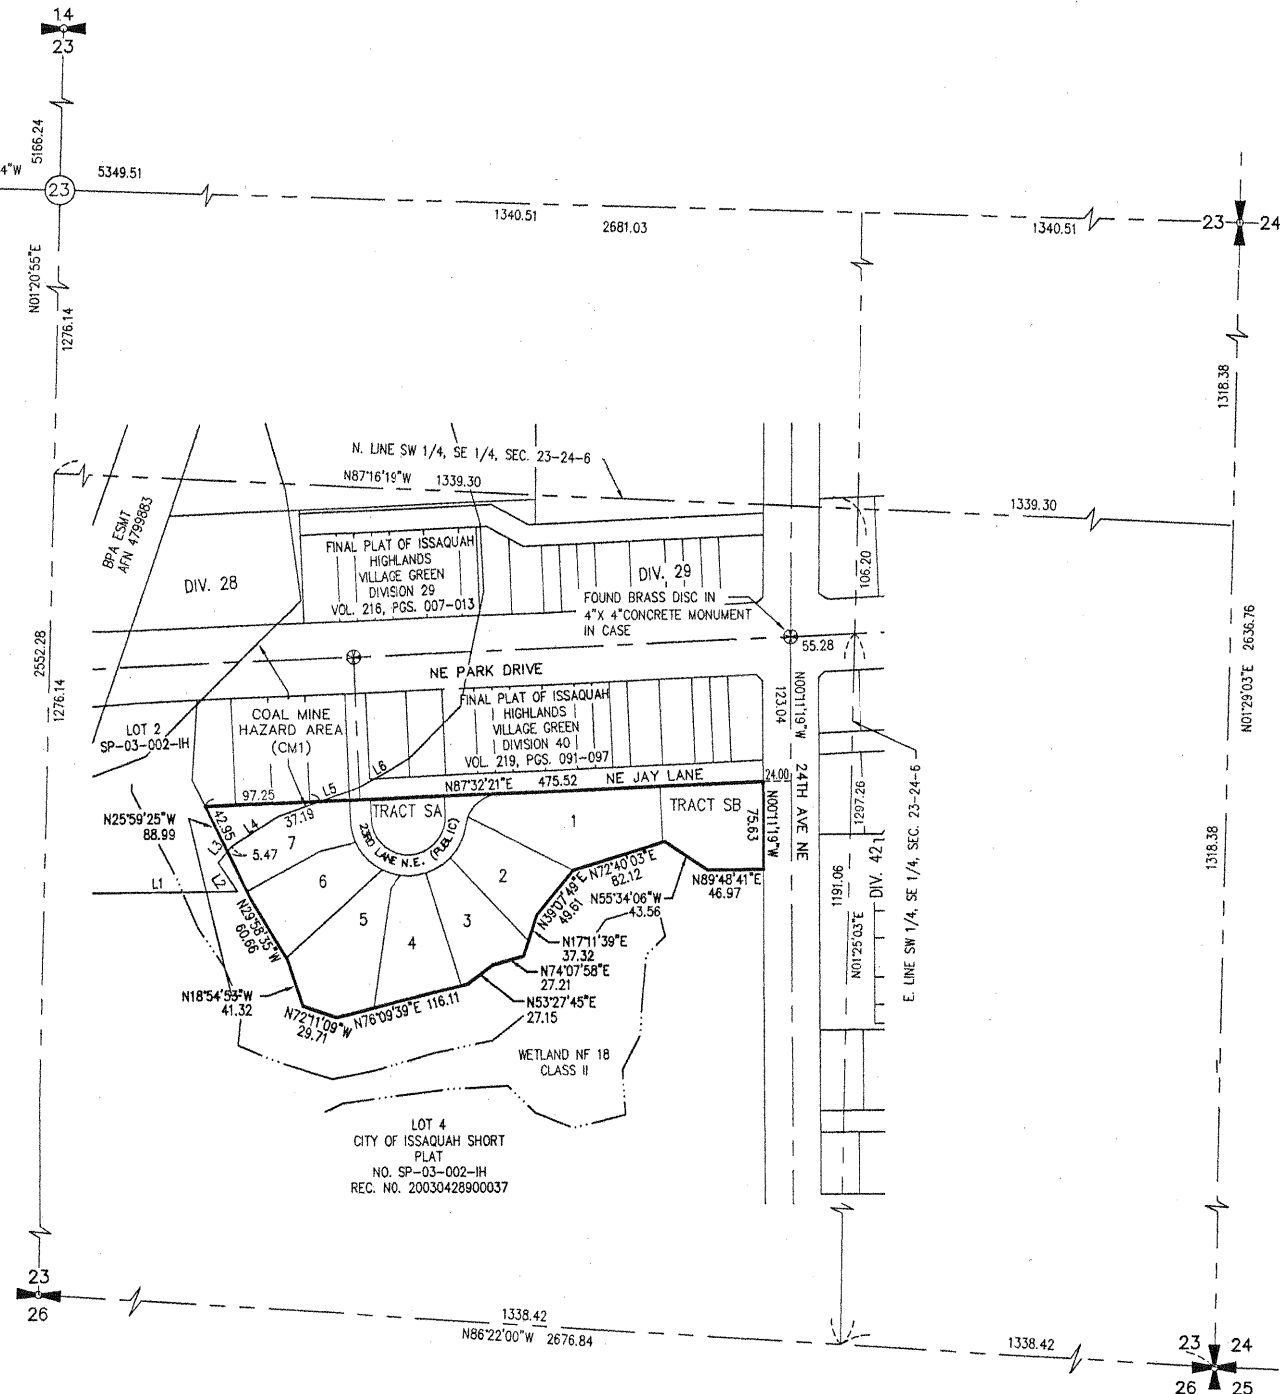 14
23
5166.24
4"W
23
5349.51
1340.51
2681.03
1340.51
23
24
N01°20'55"E
1276.14
1318.38
N. LINE SW 1/4, SE 1/4, SEC. 23-24-6
N87°16'19"W
1339.30
1339.30
BPA ESMT
AFN 4799883
DIV. 28
FINAL PLAT OF ISSAQUAH
HIGHLANDS
VILLAGE GREEN
DIVISION 29
VOL. 216, PGS. 007-013
DIV. 29
106.20
FOUND BRASS DISC IN
4"X 4"CONCRETE MONUMENT
IN CASE
55.28
2552.28
2636.76
N01°29'03"E
NE PARK DRIVE
1276.14
LOT 2
SP-03-002-IH
COAL MINE
HAZARD AREA
(CM1)
FINAL PLAT OF ISSAQUAH
HIGHLANDS
VILLAGE GREEN
DIVISION 40
VOL. 219, PGS. 091-097
N00°11'19"W
123.04
L6
L5
N87°32'21"E
475.52
NE JAY LANE
24.00
24TH AVE NE
97.25
37.19
TRACT SA
TRACT SB
75.63
N00°11'19"W
1297.26
E. LINE SW 1/4, SE 1/4, SEC. 23-24-6
N25°59'25"W
88.99
42.95
L4
L3
5.47
7
23RD LANE N.E. (PUBLIC)
1
L1
L2
6
2
N72°40'03"E
82.12
N89°48'41"E
46.97
N55°34'06"W
43.56
N39°07'49"E
49.61
1191.06
N01°25'03"E
DIV. 42
1318.38
N29°58'35"W
60.66
5
4
3
N17°11'39"E
37.32
N74°07'58"E
27.21
N53°27'45"E
27.15
N18°54'53"W
41.32
N72°11'09"W
29.71
N76°09'39"E 116.11
WETLAND NF 18
CLASS II
LOT 4
CITY OF ISSAQUAH SHORT
PLAT
NO. SP-03-002-IH
REC. NO. 20030428900037
23
26
1338.42
N86°22'00"W 2676.84
1338.42
23
24
26
25